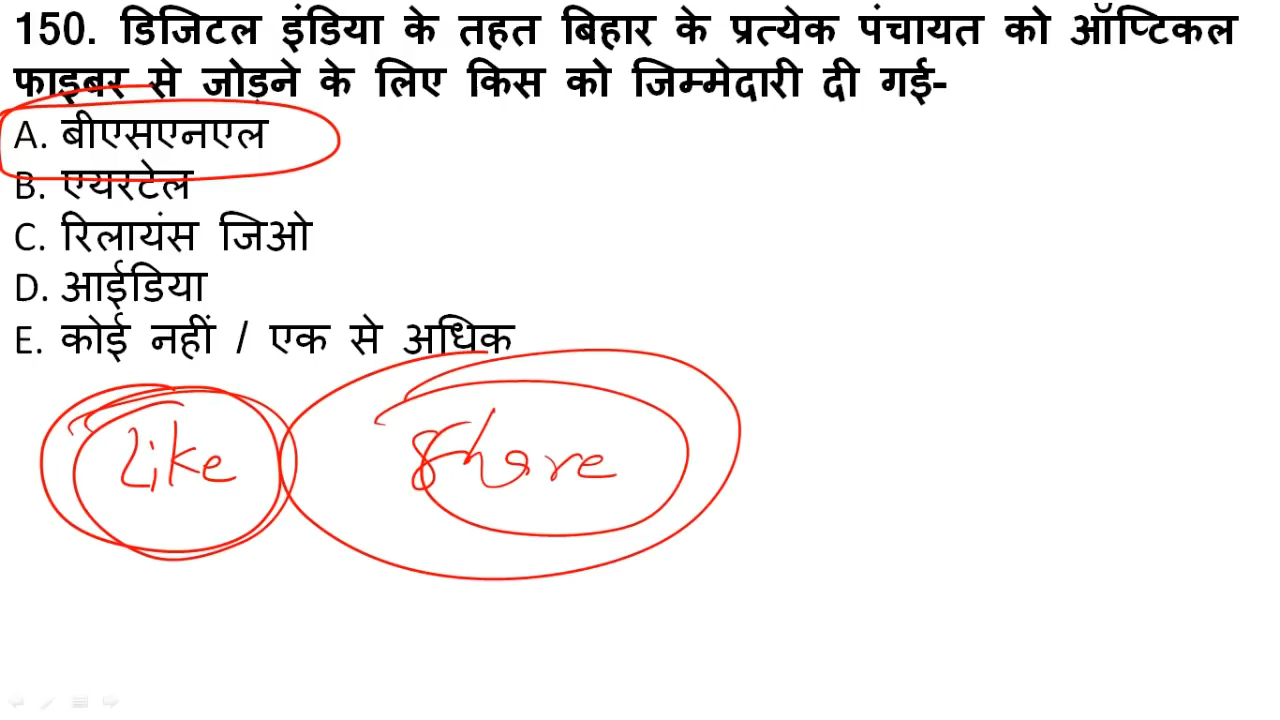 150. डिजिटल इंडिया के तहत बिहार के प्रत्येक पंचायत को ऑप्टिकल
फाइबर से जोड़ने के लिए किस को जिम्मेदारी दी गई-
A. बीएसएनएल
B. एयरटेल
C. रिलायंस जिओ
D. आईडिया
E. कोई नहीं / एक से अधिक
Like Share